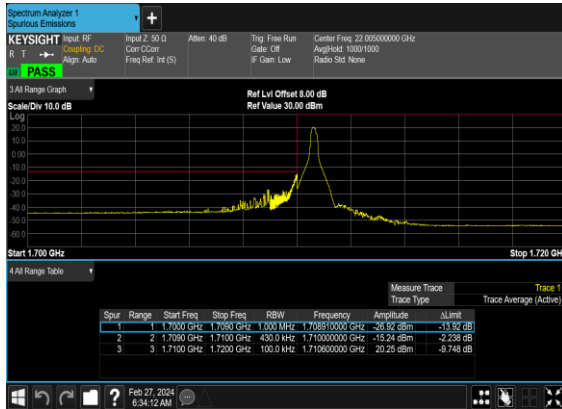 Spectrum Analyzer 1
Spurious Emissions
+
KEYSIGHT Input: RF Input Z: 50 Ω Atten: 40 dB Trig: Free Run Center Freq: 22.005000000 GHz
R T Coupling: DC Corr CCorr Gate: Off Avg|Hold: 1000/1000
Align: Auto Freq Ref: Int (S) IF Gain: Low Radio Std: None
PASS
3 All Range Graph
Ref Lvl Offset 8.00 dB
Scale/Div 10.0 dB Ref Value 30.00 dBm
Log
20.0
10.0
0.00
-10.0
-20.0
-30.0
-40.0
-50.0
-60.0
Start 1.700 GHz Stop 1.720 GH
4 All Range Table
Measure Trace Trace 1
Trace Type Trace Average (Active)
Spur Range Start Freq Stop Freq RBW Frequency Amplitude ΔLimit
1 1 1.7000 GHz 1.7090 GHz 1.000 MHz 1.708910000 GHz -26.92 dBm -13.92 dB
2 2 1.7090 GHz 1.7100 GHz 430.0 kHz 1.710000000 GHz -15.24 dBm -2.238 dB
3 3 1.7100 GHz 1.7200 GHz 100.0 kHz 1.710600000 GHz 20.25 dBm -9.748 dB
? Feb 27, 2024
6:34:12 AM